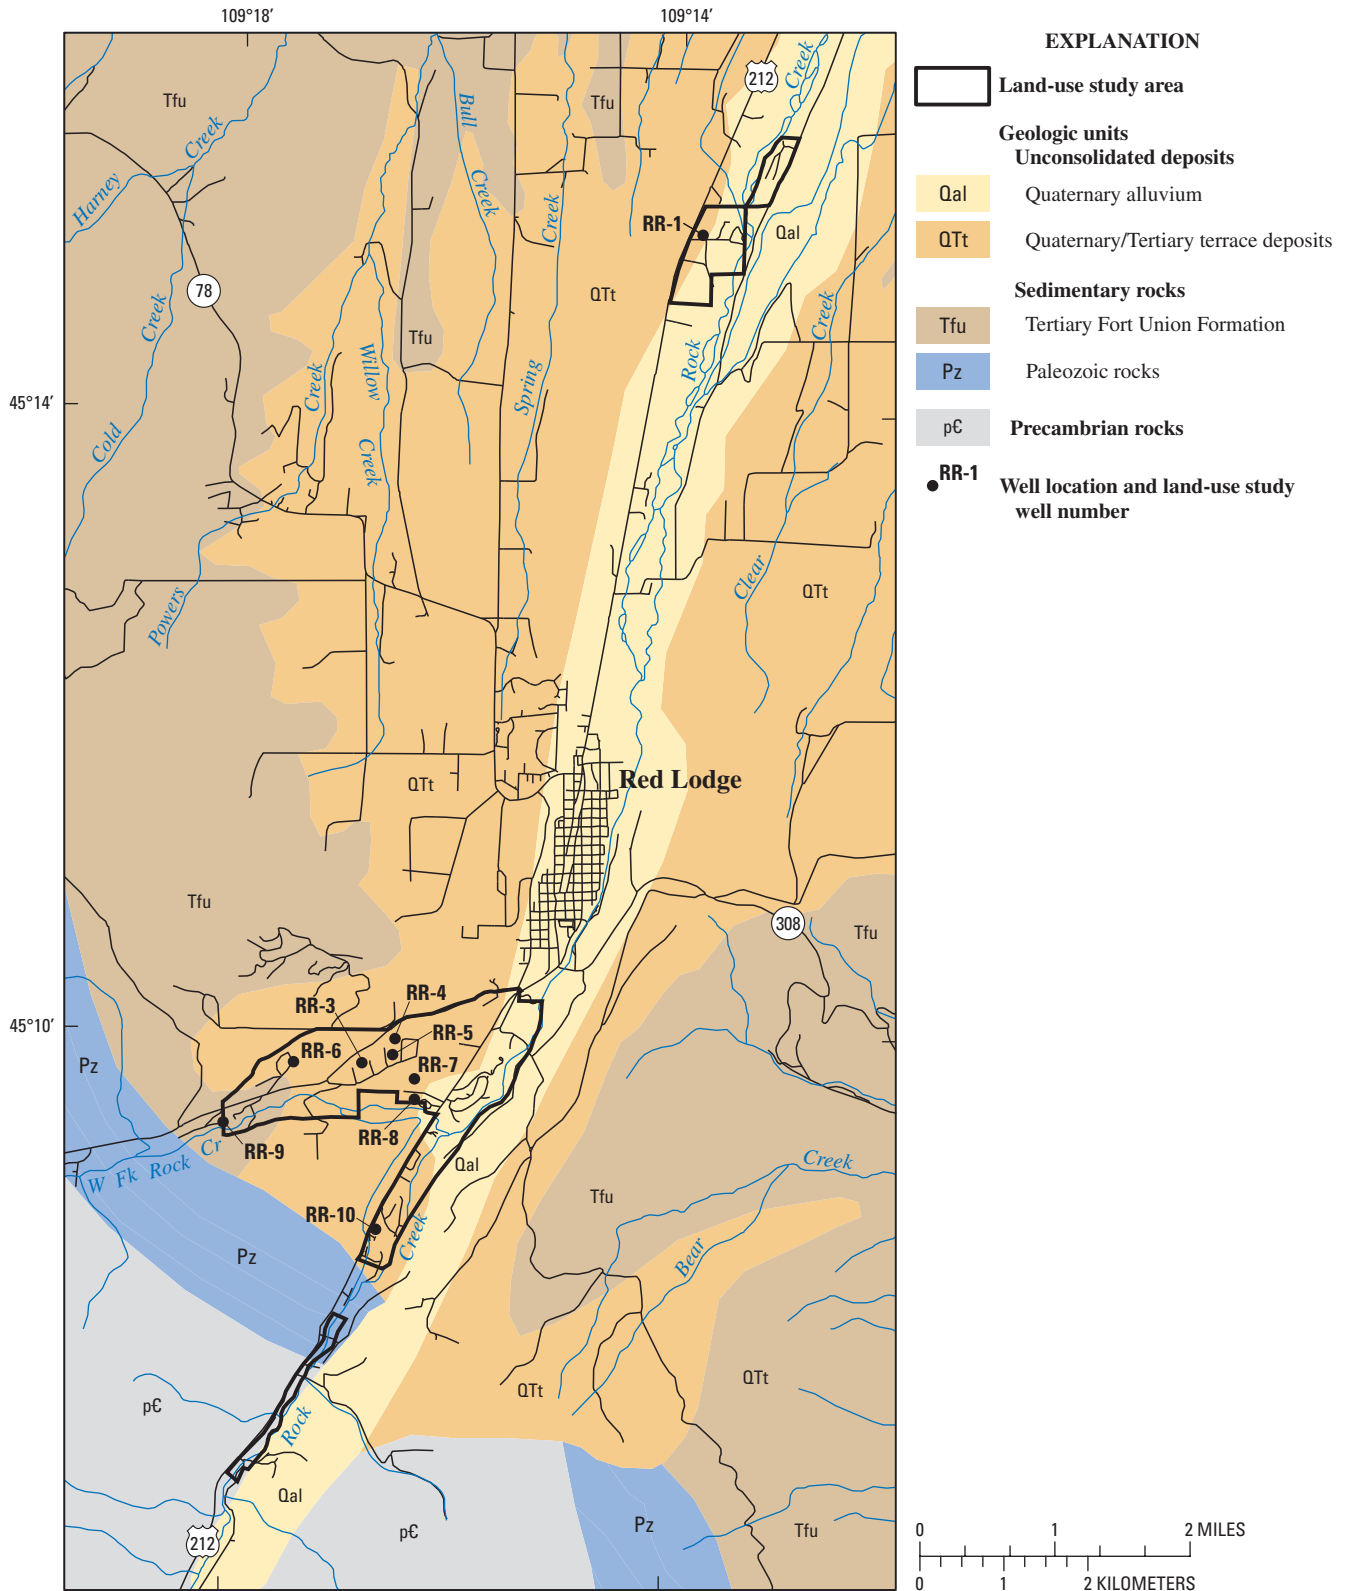 109°18′
109°14′
EXPLANATION
Land-use study area
Geologic units
Unconsolidated deposits
Qal Quaternary alluvium
QTt Quaternary/Tertiary terrace deposits
Sedimentary rocks
Tfu Tertiary Fort Union Formation
Pz Paleozoic rocks
p€ Precambrian rocks
RR-1 Well location and land-use study
well number
212
Creek
Tfu
Bull
Creek
Tfu
Harney
Creek
RR-1
Qal
Creek
78
QTt
Creek
Creek
Tfu
Willow
Creek
Rock
Spring
Creek
45°14′
Cold
Creek
Powers
Clear
QTt
Red Lodge
QTt
Tfu
308
Tfu
RR-3
RR-4
45°10′
RR-5
RR-6
RR-7
Pz
RR-8
RR-9
W Fk Rock Cr
Qal
Creek
Tfu
RR-10
Creek
Bear
Pz
QTt
QTt
p€
Rock
Qal
p€
Pz
Tfu
212
0 1 2 MILES
0 1 2 KILOMETERS